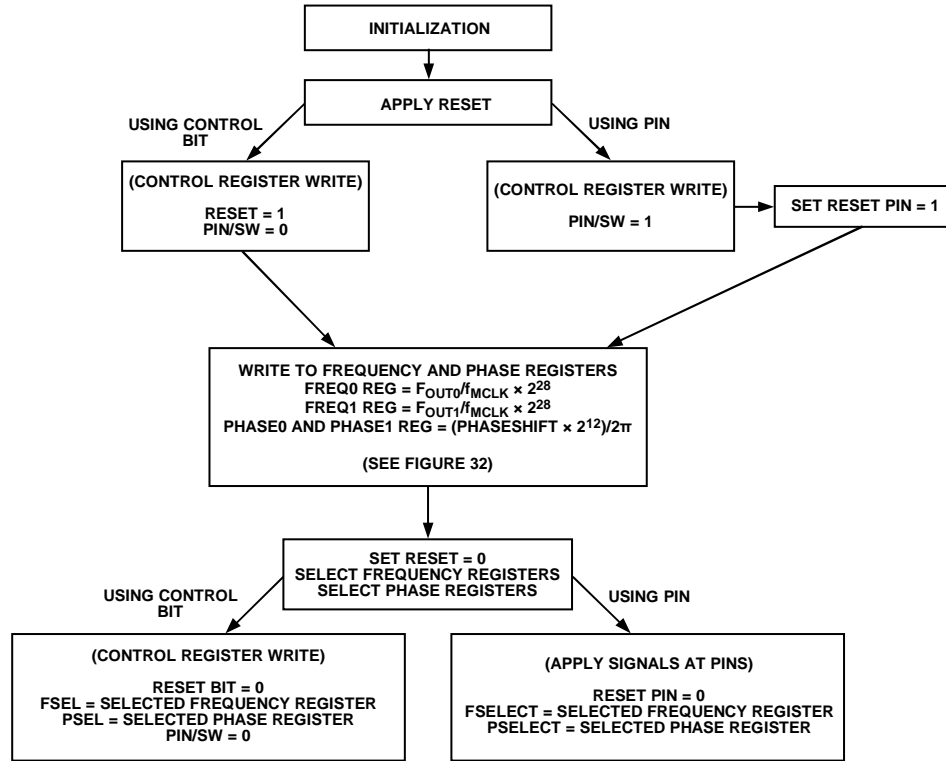 INITIALIZATION
APPLY RESET
USING CONTROL
BIT
USING PIN
(CONTROL REGISTER WRITE)
RESET = 1
PIN/SW = 0
(CONTROL REGISTER WRITE)
PIN/SW = 1
SET RESET PIN = 1
WRITE TO FREQUENCY AND PHASE REGISTERS
FREQ0 REG = F_OUT0/f_MCLK × 2^28
FREQ1 REG = F_OUT1/f_MCLK × 2^28
PHASE0 AND PHASE1 REG = (PHASESHIFT × 2^12)/2π
(SEE FIGURE 32)
SET RESET = 0
SELECT FREQUENCY REGISTERS
SELECT PHASE REGISTERS
USING CONTROL
BIT
USING PIN
(CONTROL REGISTER WRITE)
RESET BIT = 0
FSEL = SELECTED FREQUENCY REGISTER
PSEL = SELECTED PHASE REGISTER
PIN/SW = 0
(APPLY SIGNALS AT PINS)
RESET PIN = 0
FSELECT = SELECTED FREQUENCY REGISTER
PSELECT = SELECTED PHASE REGISTER